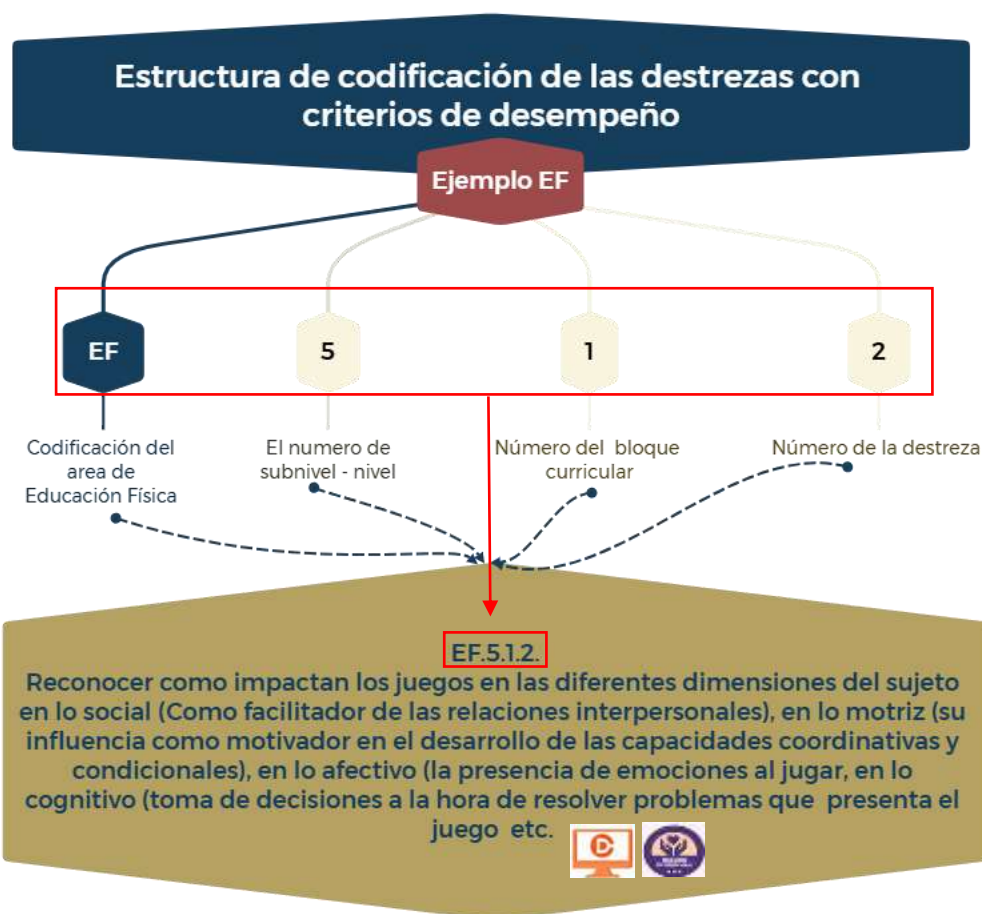 Estructura de codificación de las destrezas con
criterios de desempeño
Ejemplo EF
EF
5
1
2
Codificación del
area de
Educación Física
El numero de
subnivel - nivel
Número del bloque
curricular
Número de la destreza
EF.5.1.2.
Reconocer como impactan los juegos en las diferentes dimensiones del sujeto
en lo social (Como facilitador de las relaciones interpersonales), en lo motriz (su
influencia como motivador en el desarrollo de las capacidades coordinativas y
condicionales), en lo afectivo (la presencia de emociones al jugar, en lo
cognitivo (toma de decisiones a la hora de resolver problemas que presenta el
juego etc.